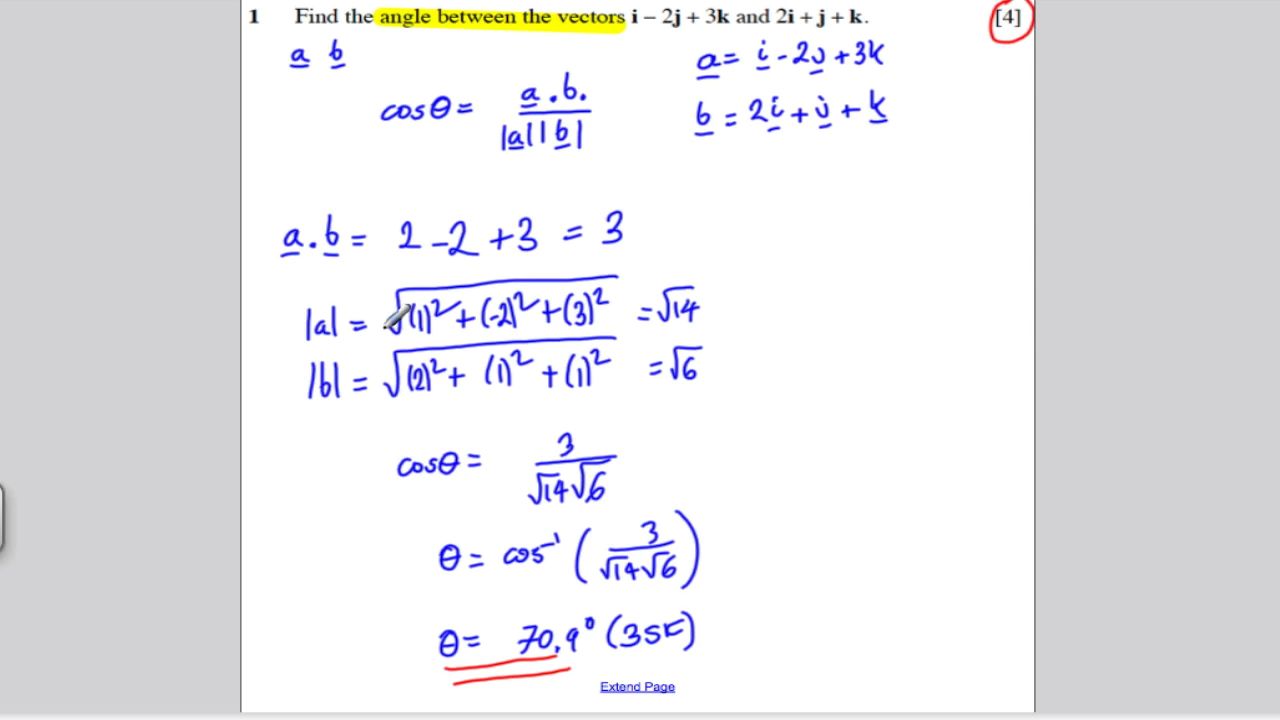 1 Find the angle between the vectors i − 2j + 3k and 2i + j + k. [4]
a b
a = i - 2j + 3k
cosθ = a . b. / |a| |b|
b = 2i + j + k
a . b = 2 - 2 + 3 = 3
|a| = √(1)² + (-2)² + (3)² = √14
|b| = √(2)² + (1)² + (1)² = √6
cosθ = 3 / √14√6
θ = cos⁻¹ ( 3 / √14√6 )
θ = 70.9° (3SF)
Extend Page